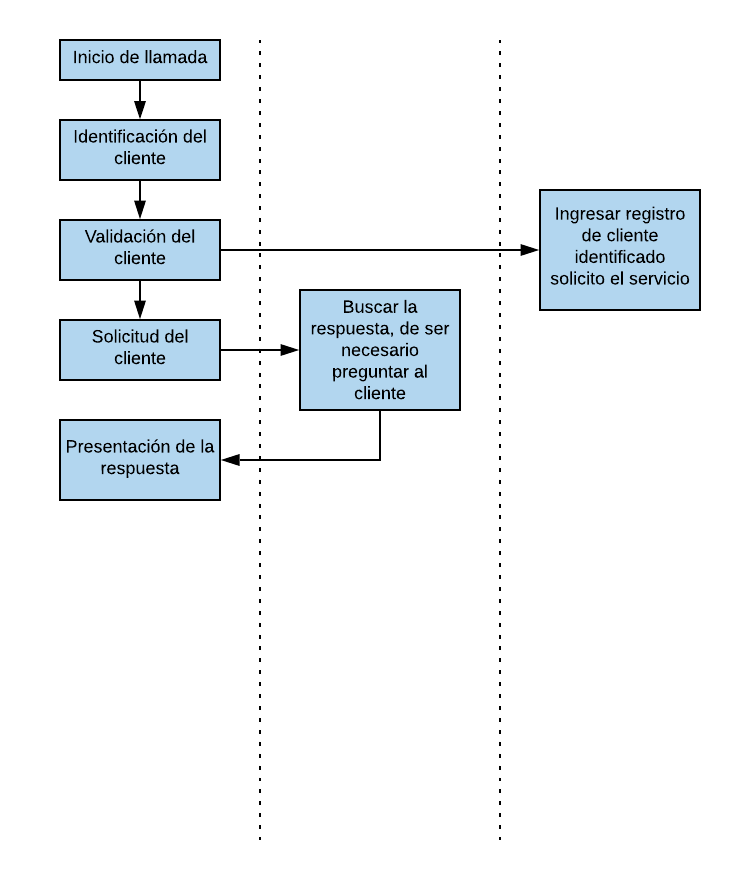 Inicio de llamada
Identificación del
cliente
Validación del
cliente
Ingresar registro
de cliente
identificado
solicito el servicio
Solicitud del
cliente
Buscar la
respuesta, de ser
necesario
preguntar al
cliente
Presentación de la
respuesta